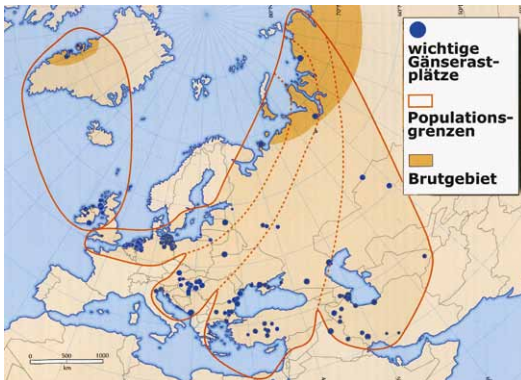 wichtige
Gänserast-
plätze
Populations-
grenzen
Brutgebiet
0 500 1000
km